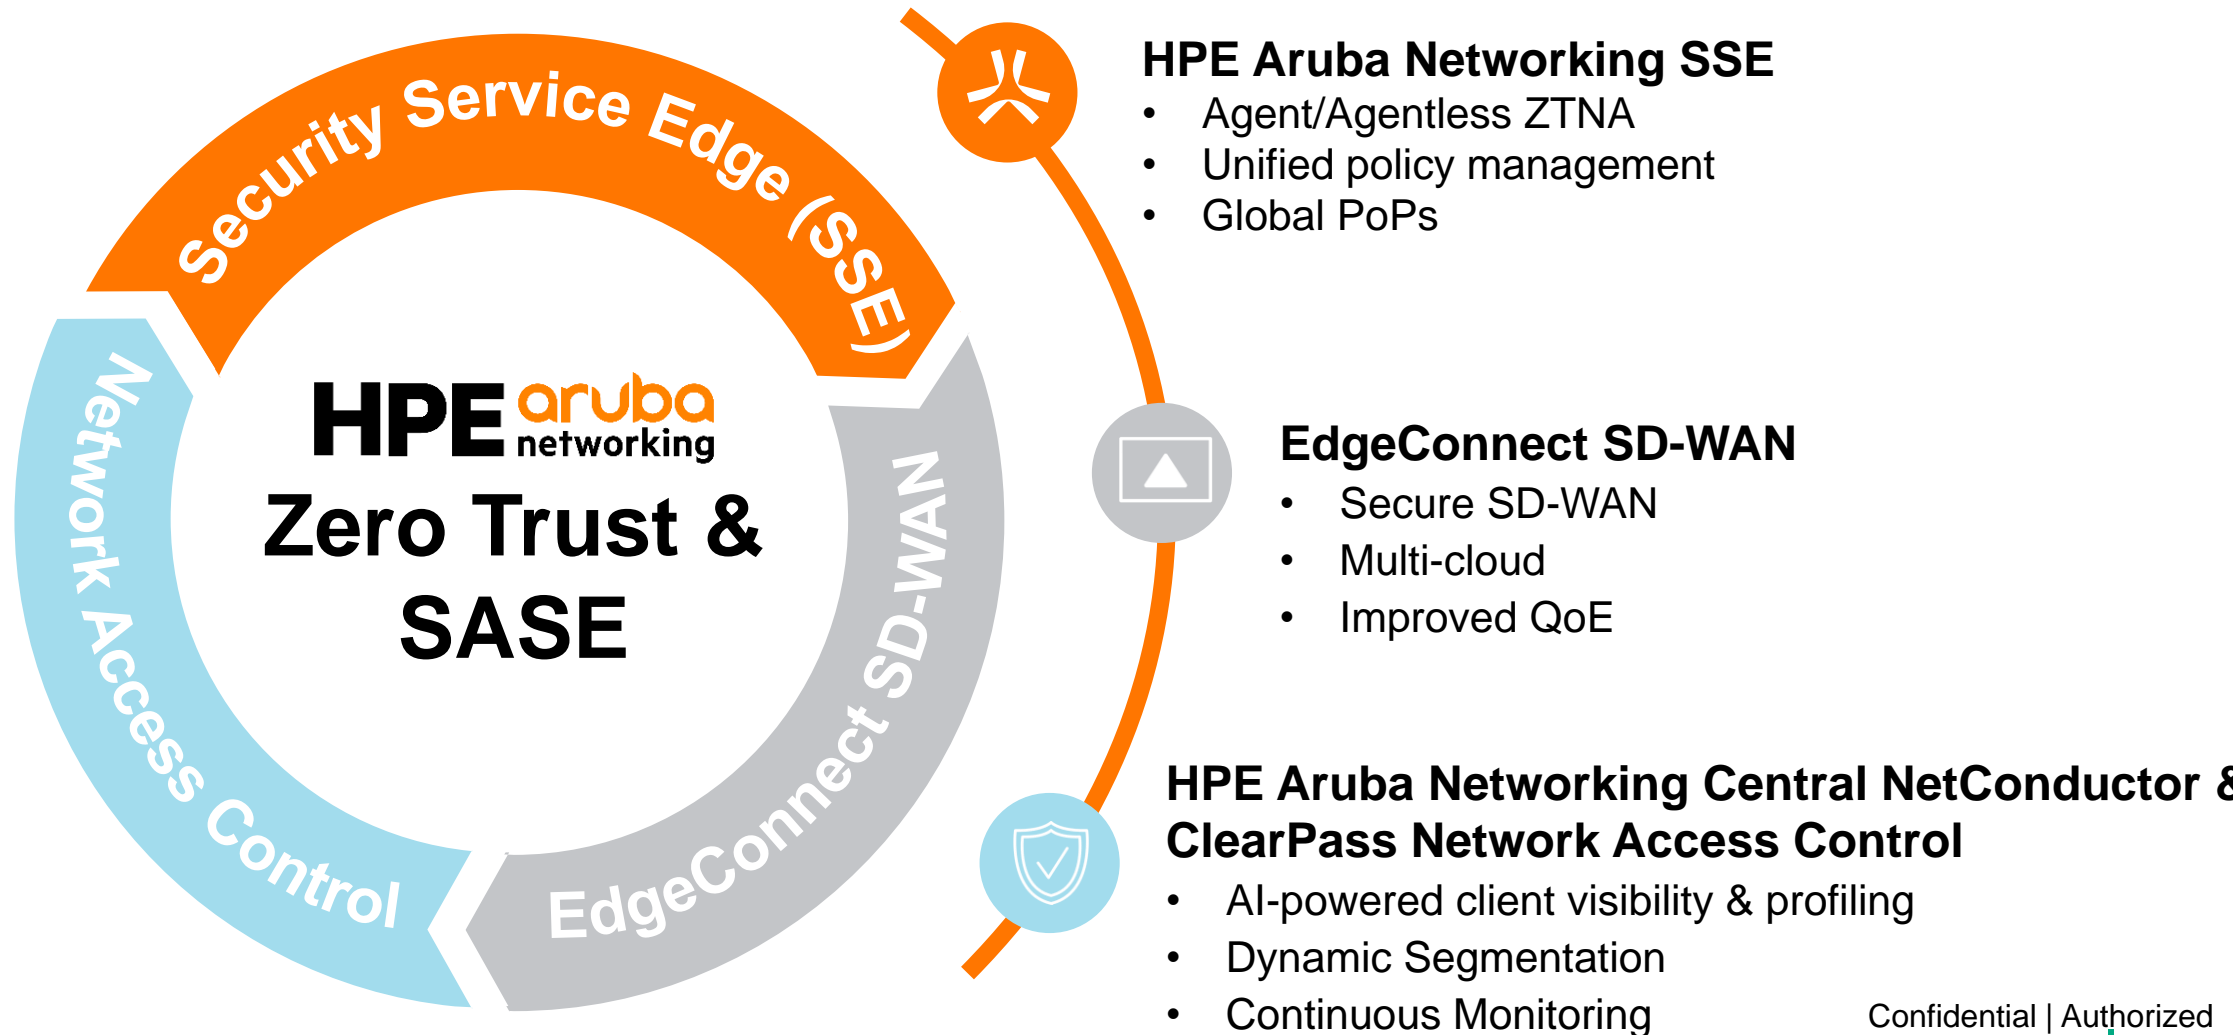 Security Service Edge (SSE)
EdgeConnect SD-WAN
Network Access Control
HPE aruba
networking
Zero Trust &
SASE
HPE Aruba Networking SSE
• Agent/Agentless ZTNA
• Unified policy management
• Global PoPs
EdgeConnect SD-WAN
• Secure SD-WAN
• Multi-cloud
• Improved QoE
HPE Aruba Networking Central NetConductor &
ClearPass Network Access Control
• AI-powered client visibility & profiling
• Dynamic Segmentation
• Continuous Monitoring
Confidential | Authorized